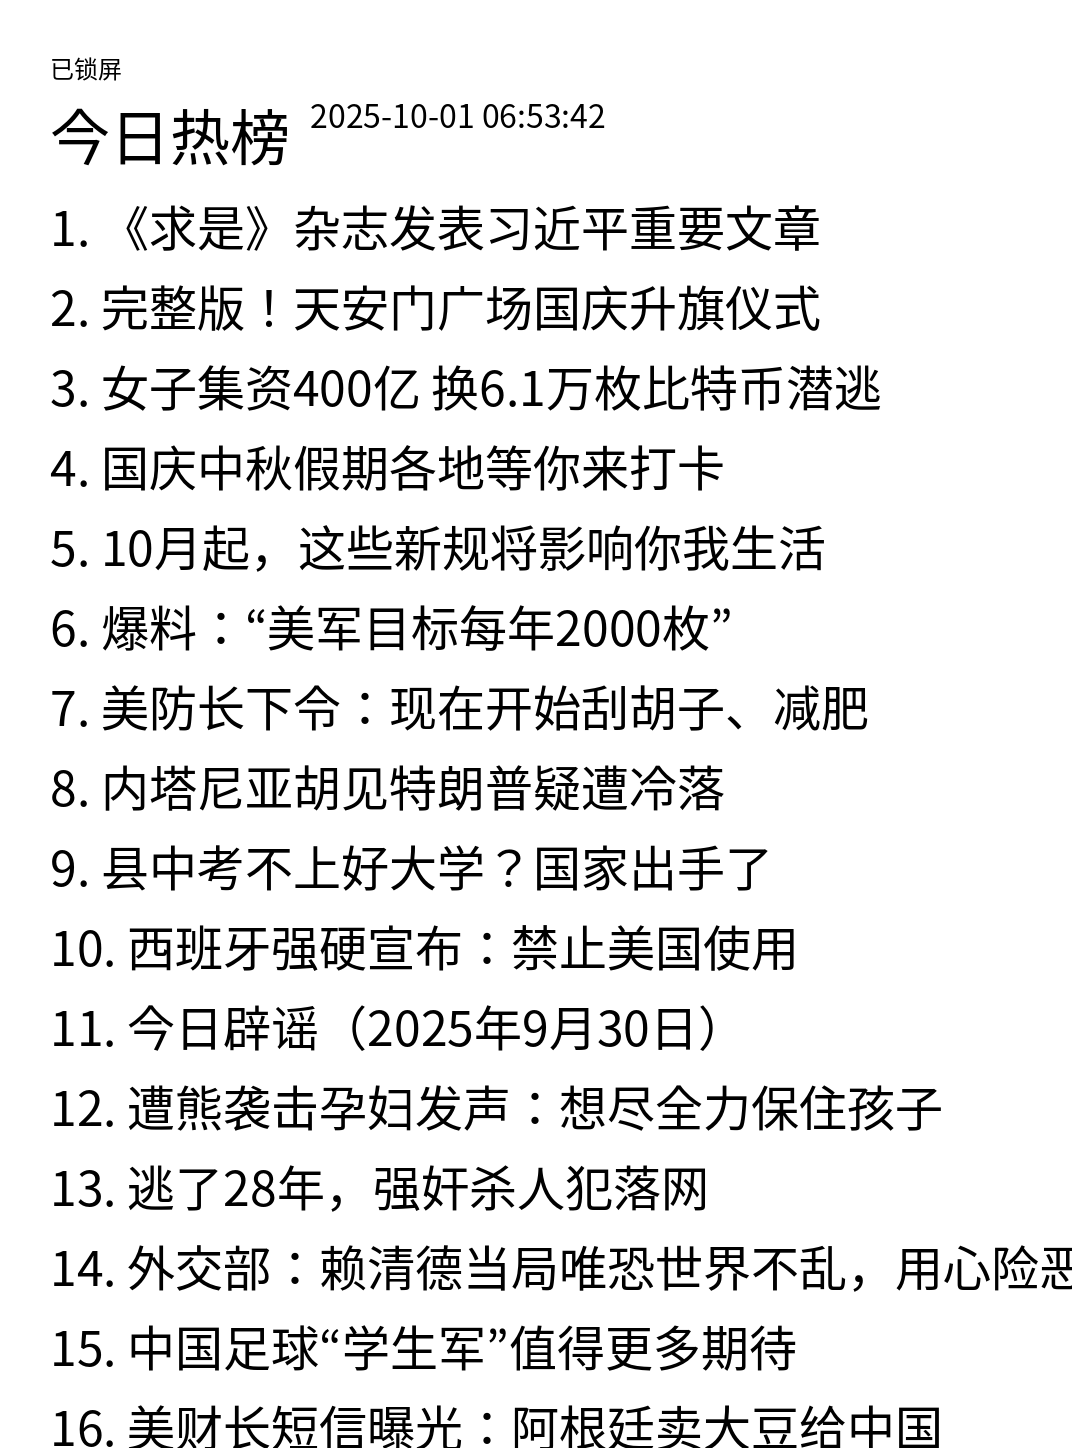 已锁屏
今日热榜 2025-10-01 06:53:42
1. 《求是》杂志发表习近平重要文章
2. 完整版！天安门广场国庆升旗仪式
3. 女子集资400亿 换6.1万枚比特币潜逃
4. 国庆中秋假期各地等你来打卡
5. 10月起，这些新规将影响你我生活
6. 爆料：“美军目标每年2000枚”
7. 美防长下令：现在开始刮胡子、减肥
8. 内塔尼亚胡见特朗普疑遭冷落
9. 县中考不上好大学？国家出手了
10. 西班牙强硬宣布：禁止美国使用
11. 今日辟谣（2025年9月30日）
12. 遭熊袭击孕妇发声：想尽全力保住孩子
13. 逃了28年，强奸杀人犯落网
14. 外交部：赖清德当局唯恐世界不乱，用心险恶
15. 中国足球“学生军”值得更多期待
16. 美财长短信曝光：阿根廷卖大豆给中国